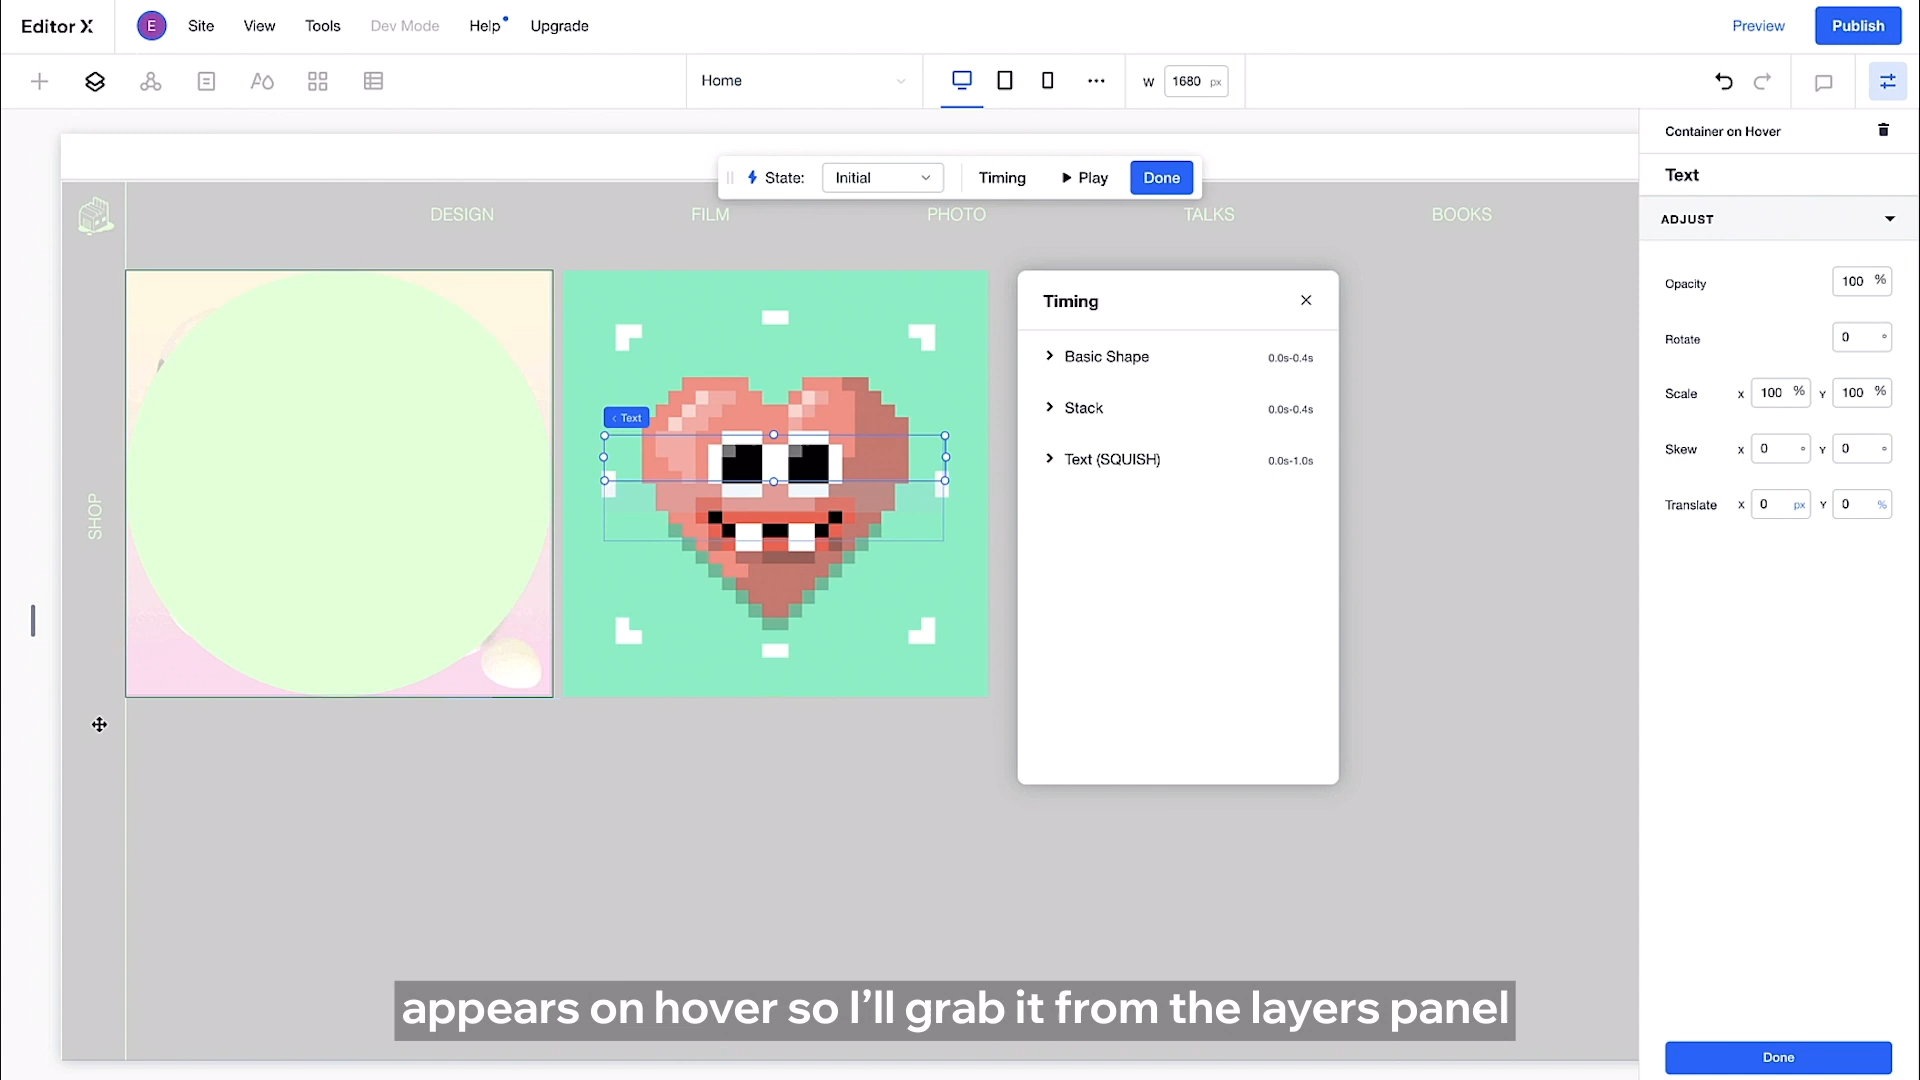 Editor X
E
Site
View
Tools
Dev Mode
Help
Upgrade
Preview
Publish
Home
W 1680 px
Container on Hover
State: Initial
Timing
Play
Done
Text
DESIGN
FILM
PHOTO
TALKS
BOOKS
ADJUST
Timing
Opacity 100 %
Basic Shape 0.0s-0.4s
Rotate 0 °
Stack 0.0s-0.4s
Scale X 100 % Y 100 %
< Text
Text (SQUISH) 0.0s-1.0s
Skew X 0 ° Y 0 °
Translate X 0 px Y 0 %
SHOP
appears on hover so I’ll grab it from the layers panel
Done